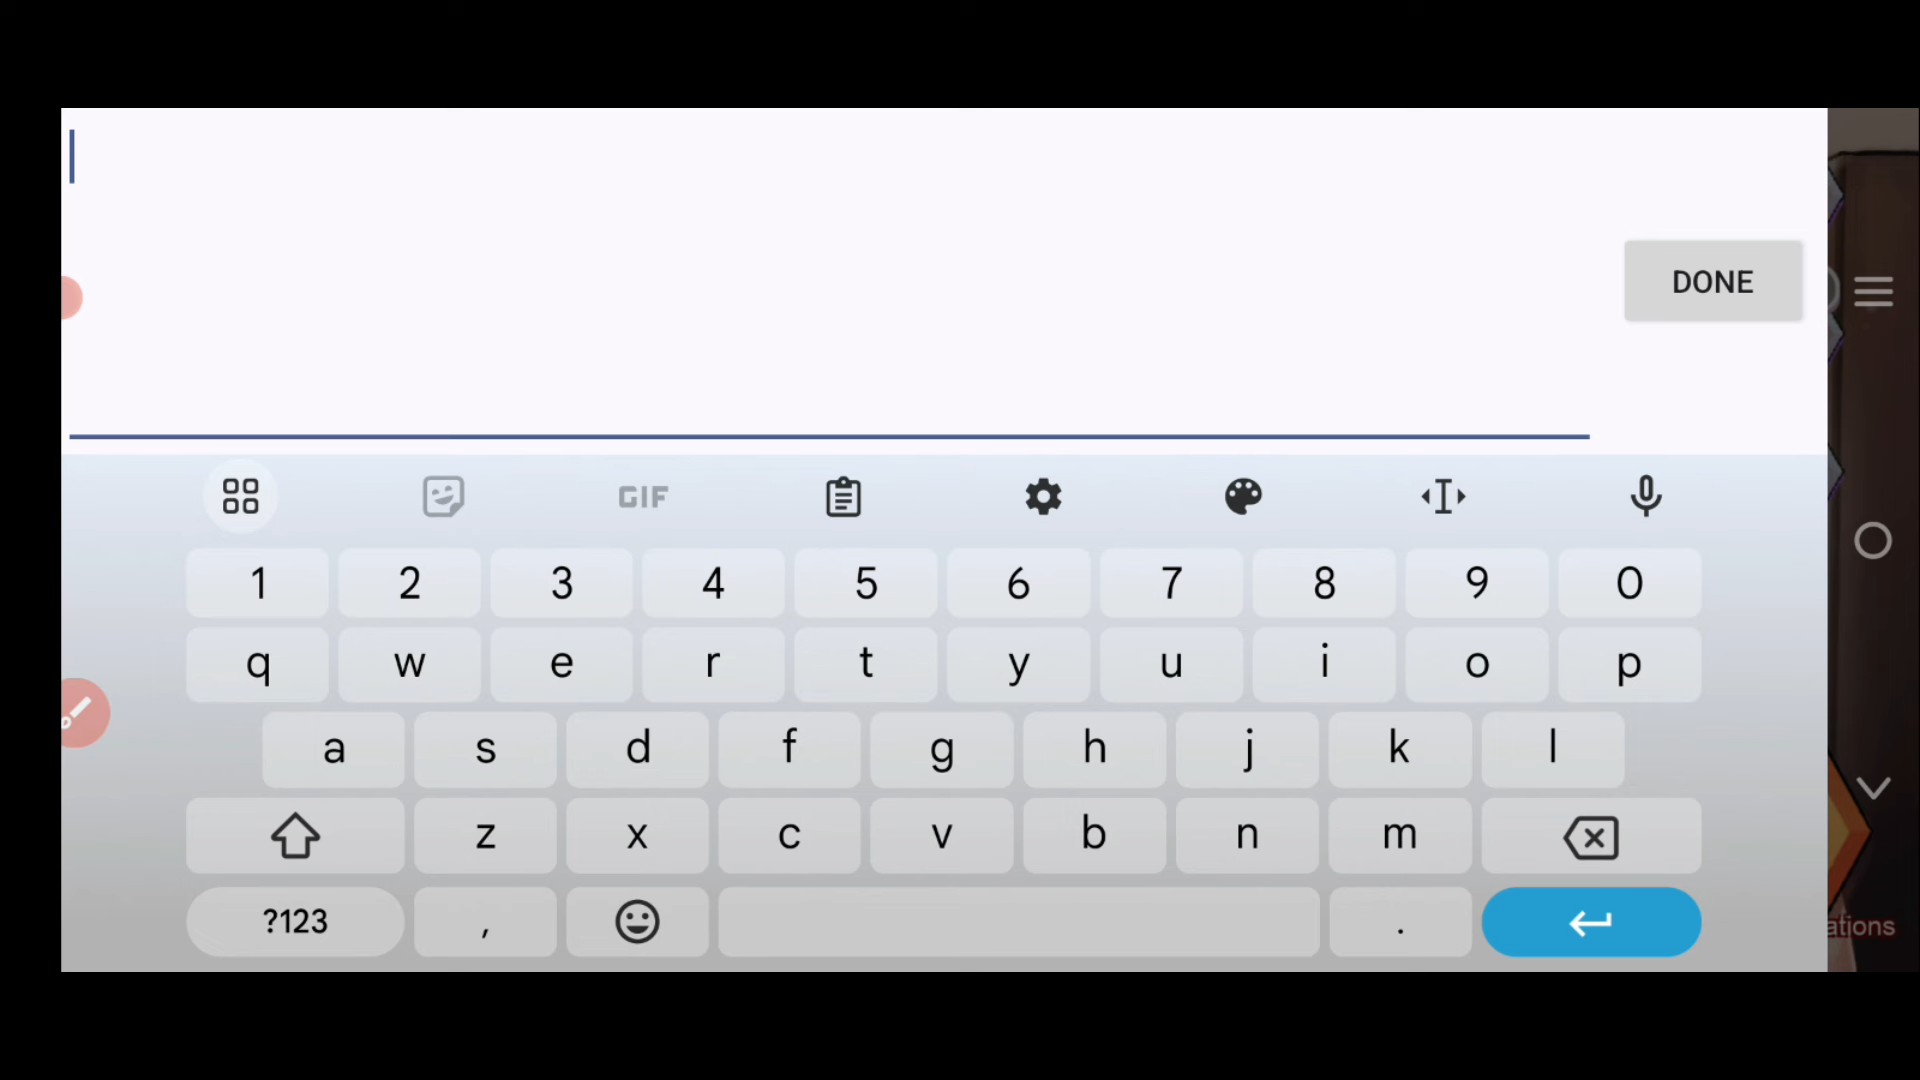 DONE
GIF
1 2 3 4 5 6 7 8 9 0
q w e r t y u i o p
a s d f g h j k l
z x c v b n m
?123 , .
ations